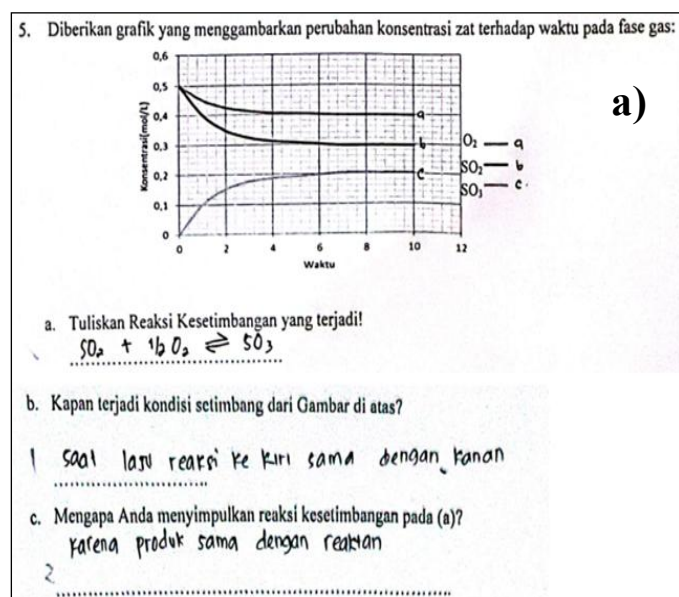 5. Diberikan grafik yang menggambarkan perubahan konsentrasi zat terhadap waktu pada fase gas:
a)
Konsentrasi(mol/L)
0,6
0,5
0,4
0,3
0,2
0,1
0
0 2 4 6 8 10 12
Waktu
a
b
c
O₂ — a
SO₂ — b
SO₃ — c
a. Tuliskan Reaksi Kesetimbangan yang terjadi!
SO₂ + 1/2 O₂ ⇌ SO₃
b. Kapan terjadi kondisi setimbang dari Gambar di atas?
1 saat laju reaksi ke kiri sama dengan kanan
c. Mengapa Anda menyimpulkan reaksi kesetimbangan pada (a)?
karena produk sama dengan reaktan
2